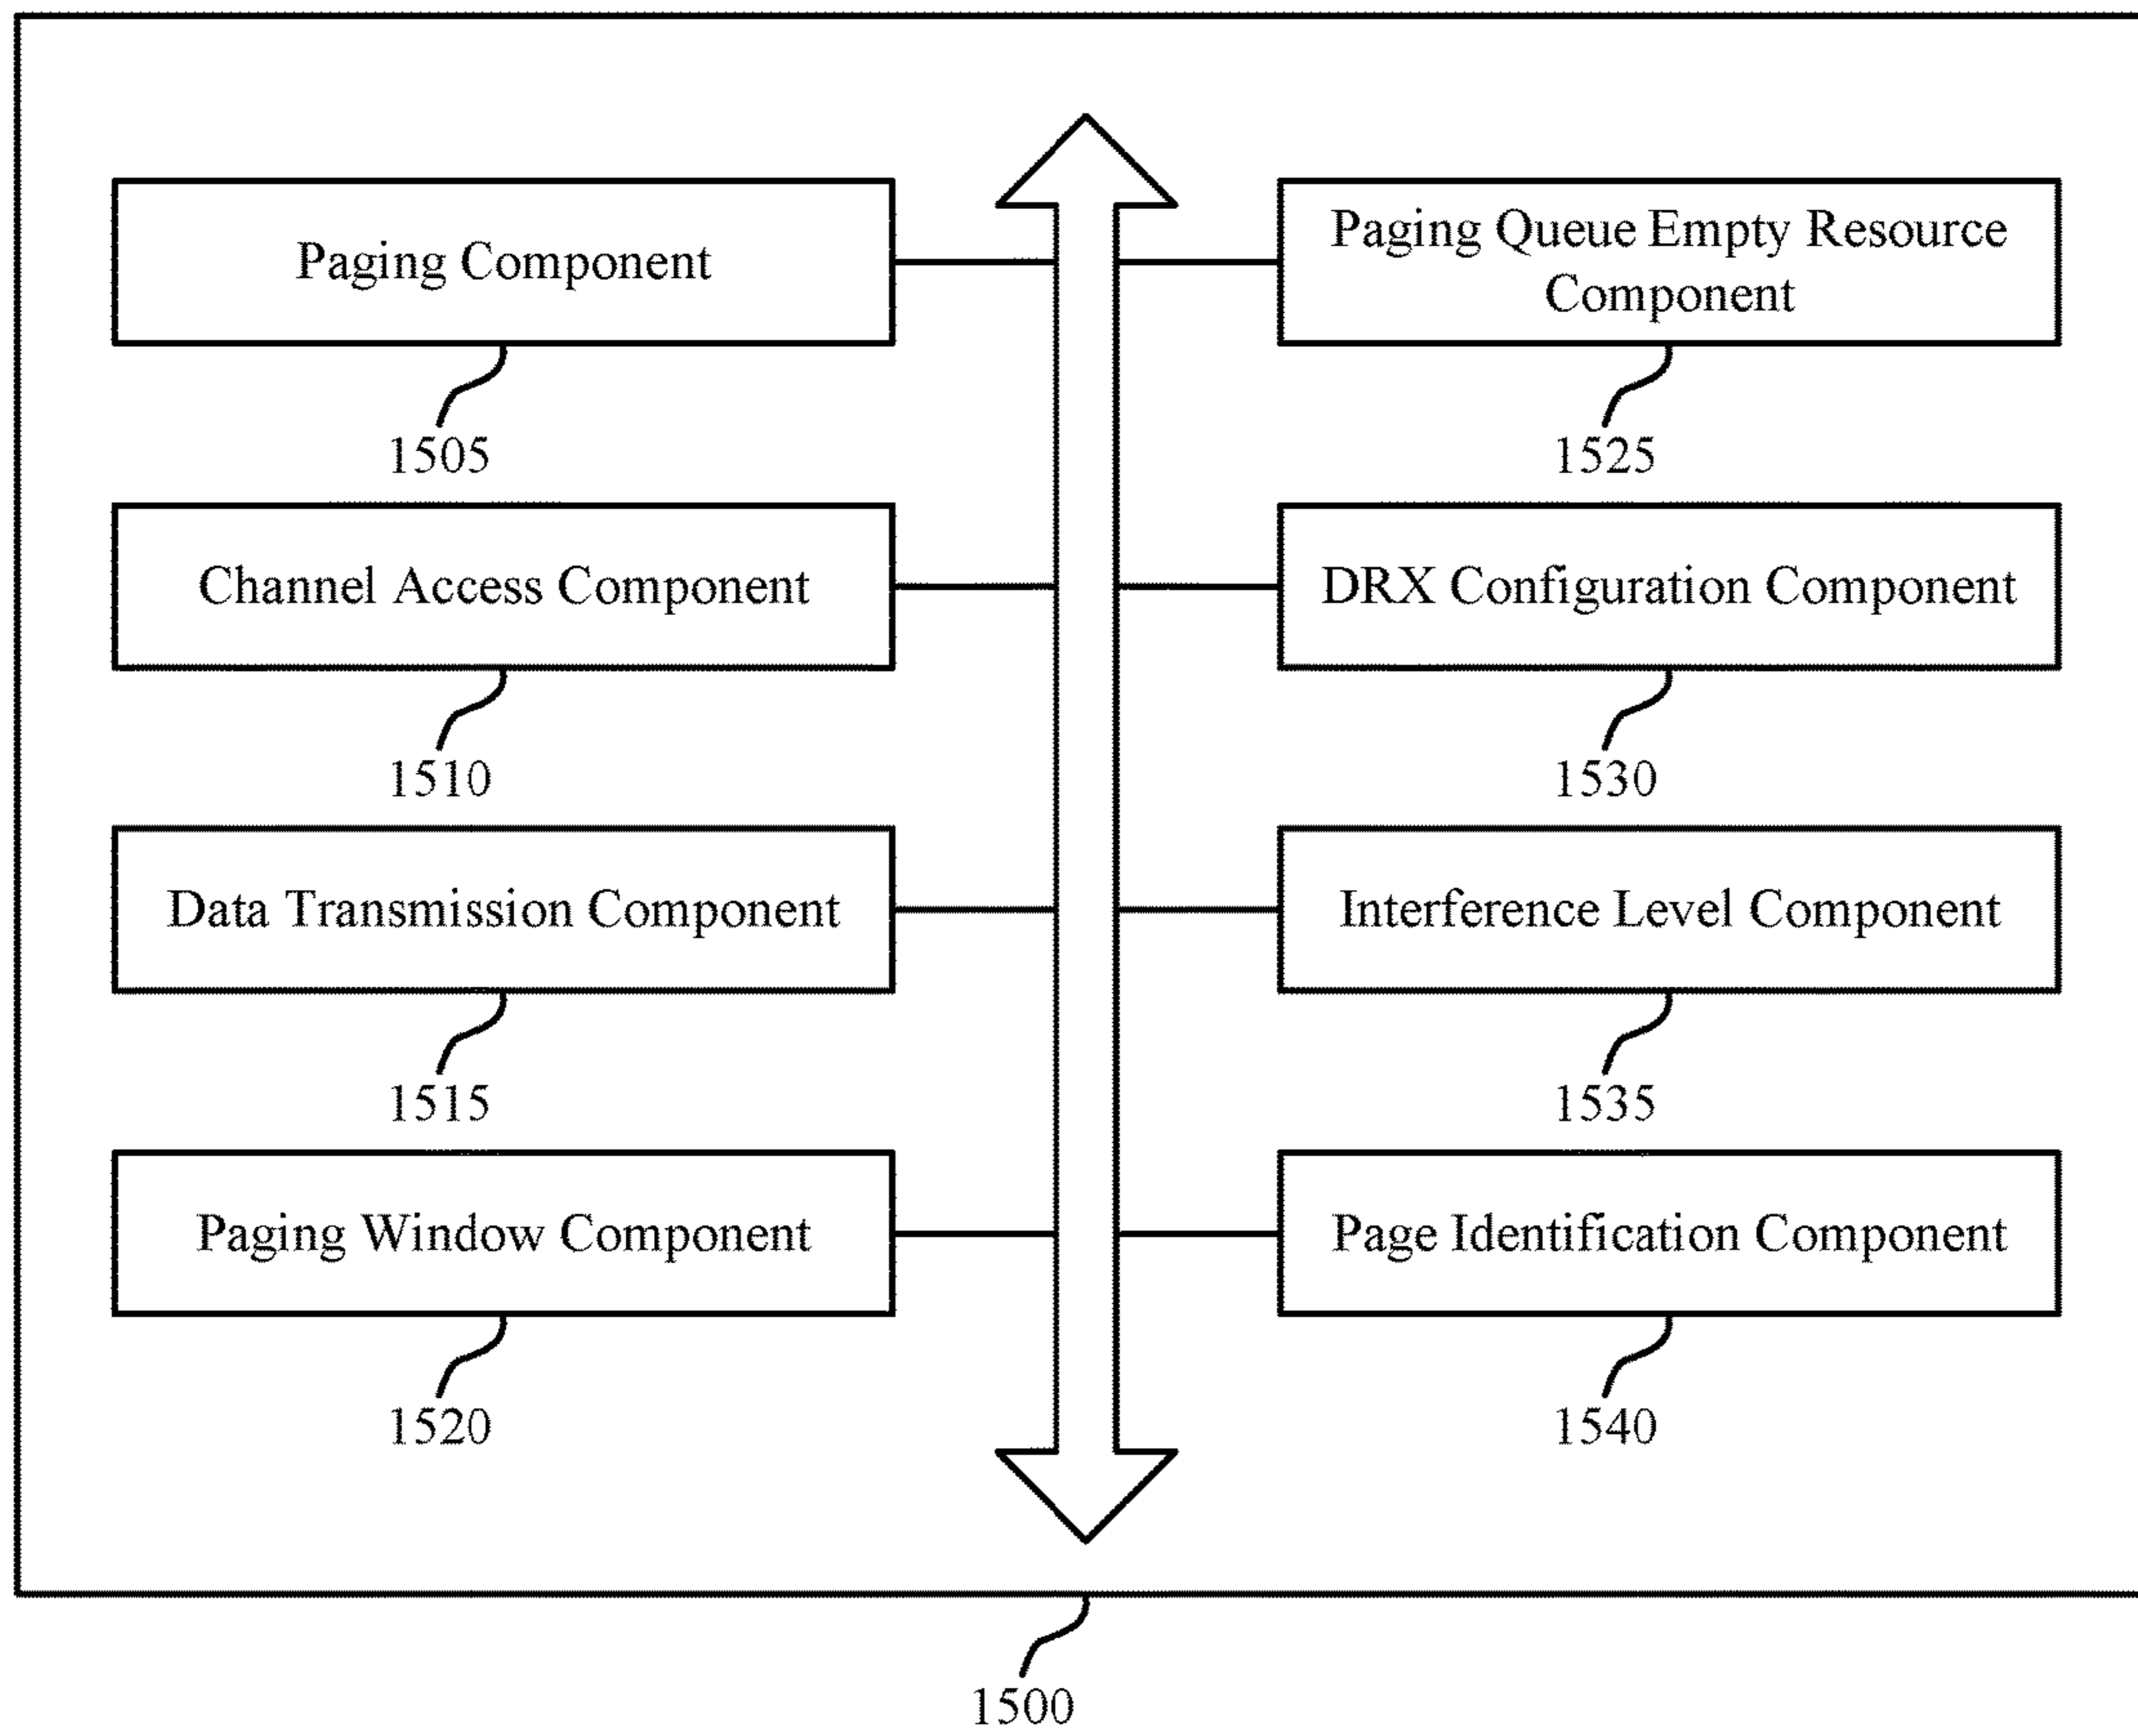 Paging Component
1505
Channel Access Component
1510
Data Transmission Component
1515
Paging Window Component
1520
Paging Queue Empty Resource
Component
1525
DRX Configuration Component
1530
Interference Level Component
1535
Page Identification Component
1540
1500